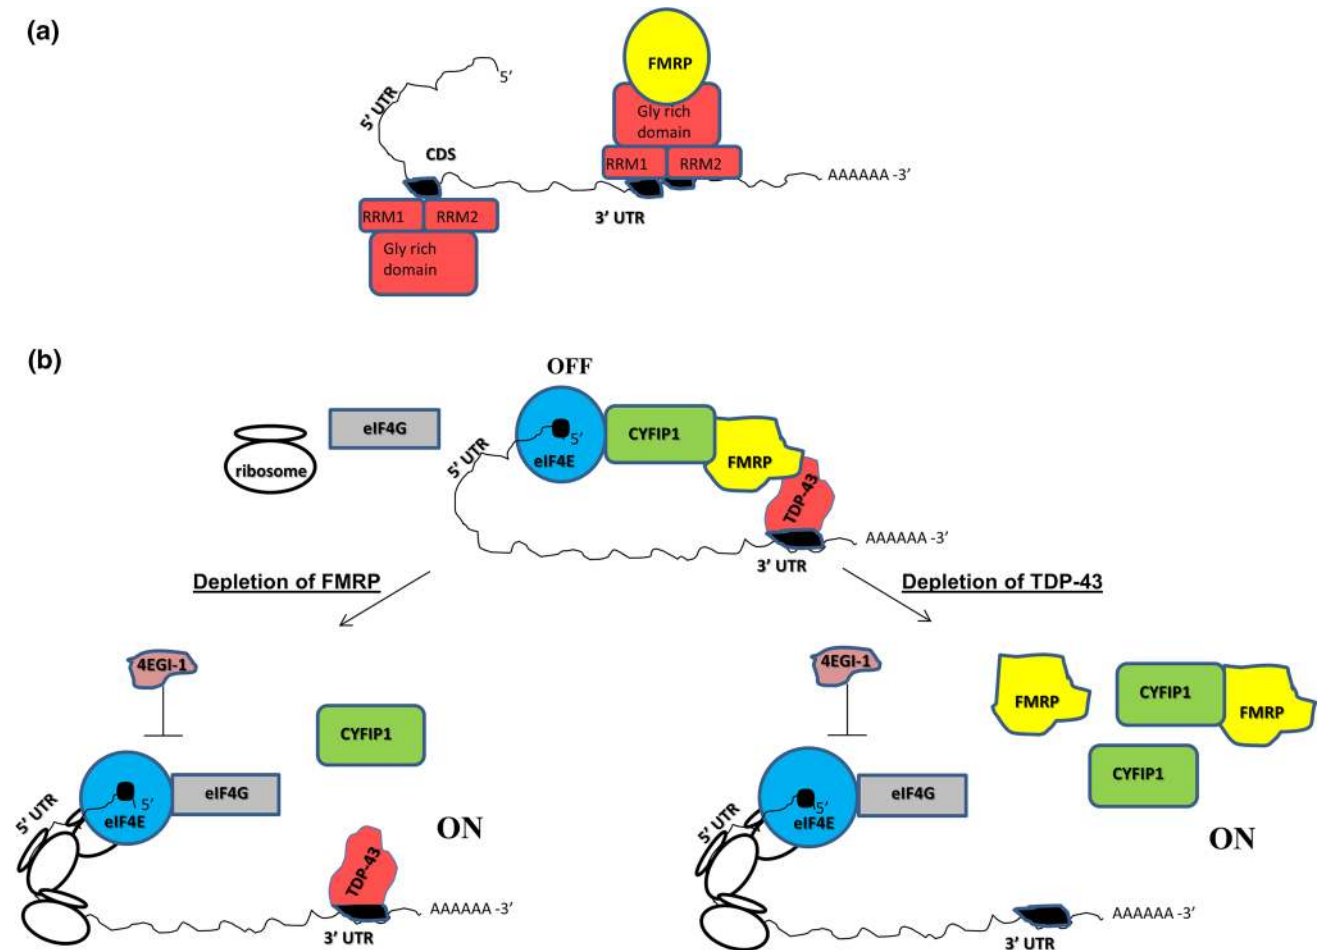 (a)
FMRP
5'
Gly rich
domain
5' UTR
CDS
RRM1
RRM2
AAAAAA -3'
3' UTR
RRM1
RRM2
Gly rich
domain
(b)
OFF
eIF4G
ribosome
5' UTR
5'
eIF4E
CYFIP1
FMRP
TDP-43
AAAAAA -3'
3' UTR
Depletion of FMRP
Depletion of TDP-43
4EGI-1
CYFIP1
eIF4G
5'
eIF4E
5' UTR
ON
TDP-43
AAAAAA -3'
3' UTR
4EGI-1
FMRP
CYFIP1
FMRP
CYFIP1
eIF4G
5'
eIF4E
5' UTR
ON
AAAAAA -3'
3' UTR